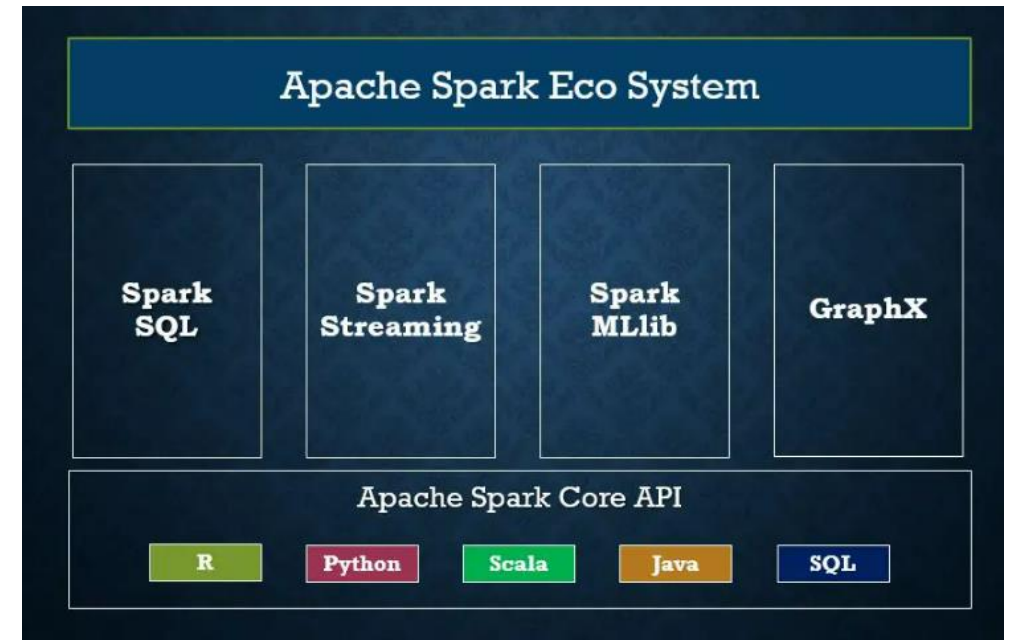 Apache Spark Eco System
Spark
SQL
Spark
Streaming
Spark
MLlib
GraphX
Apache Spark Core API
R
Python
Scala
Java
SQL